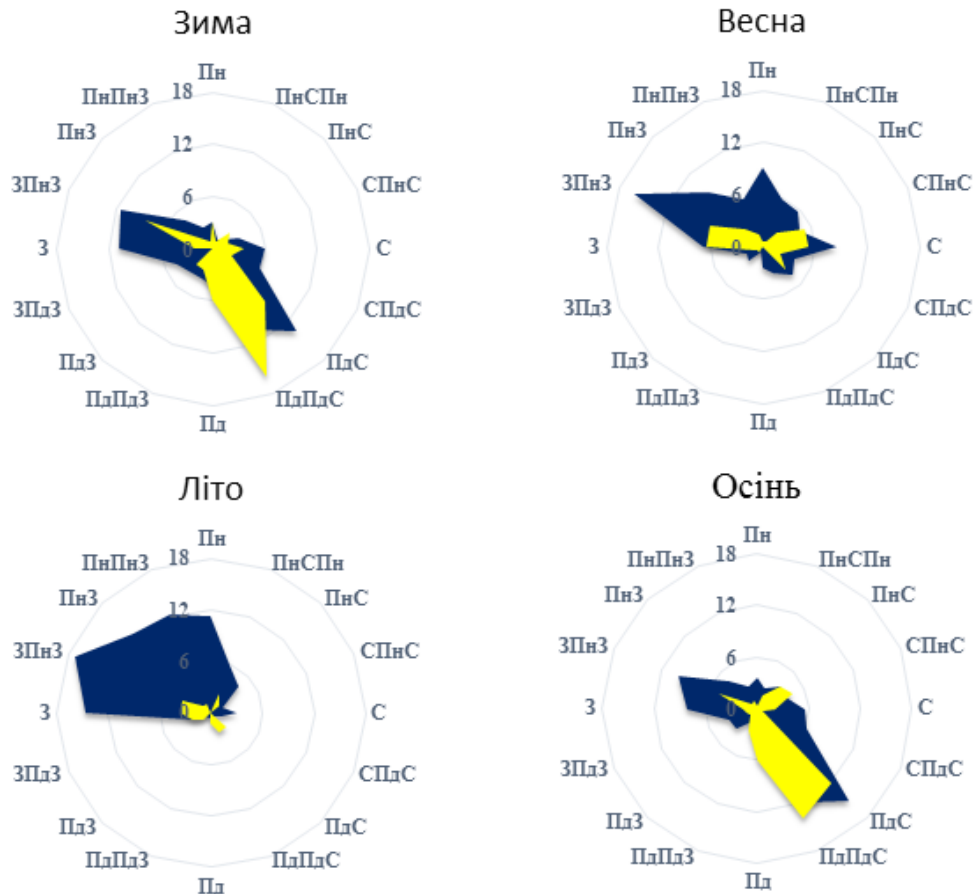 Зима
Пн
ПнСПн
ПнС
СПнС
С
СПдС
ПдС
ПдПдС
Пд
ПдПдЗ
ПдЗ
ЗПдЗ
З
ЗПнЗ
ПнЗ
ПнПнЗ
18
12
6
0
Весна
Пн
ПнСПн
ПнС
СПнС
С
СПдС
ПдС
ПдПдС
Пд
ПдПдЗ
ПдЗ
ЗПдЗ
З
ЗПнЗ
ПнЗ
ПнПнЗ
18
12
6
0
Літо
Пн
ПнСПн
ПнС
СПнС
С
СПдС
ПдС
ПдПдС
Пд
ПдПдЗ
ПдЗ
ЗПдЗ
З
ЗПнЗ
ПнЗ
ПнПнЗ
18
12
6
0
Осінь
Пн
ПнСПн
ПнС
СПнС
С
СПдС
ПдС
ПдПдС
Пд
ПдПдЗ
ПдЗ
ЗПдЗ
З
ЗПнЗ
ПнЗ
ПнПнЗ
18
12
6
0